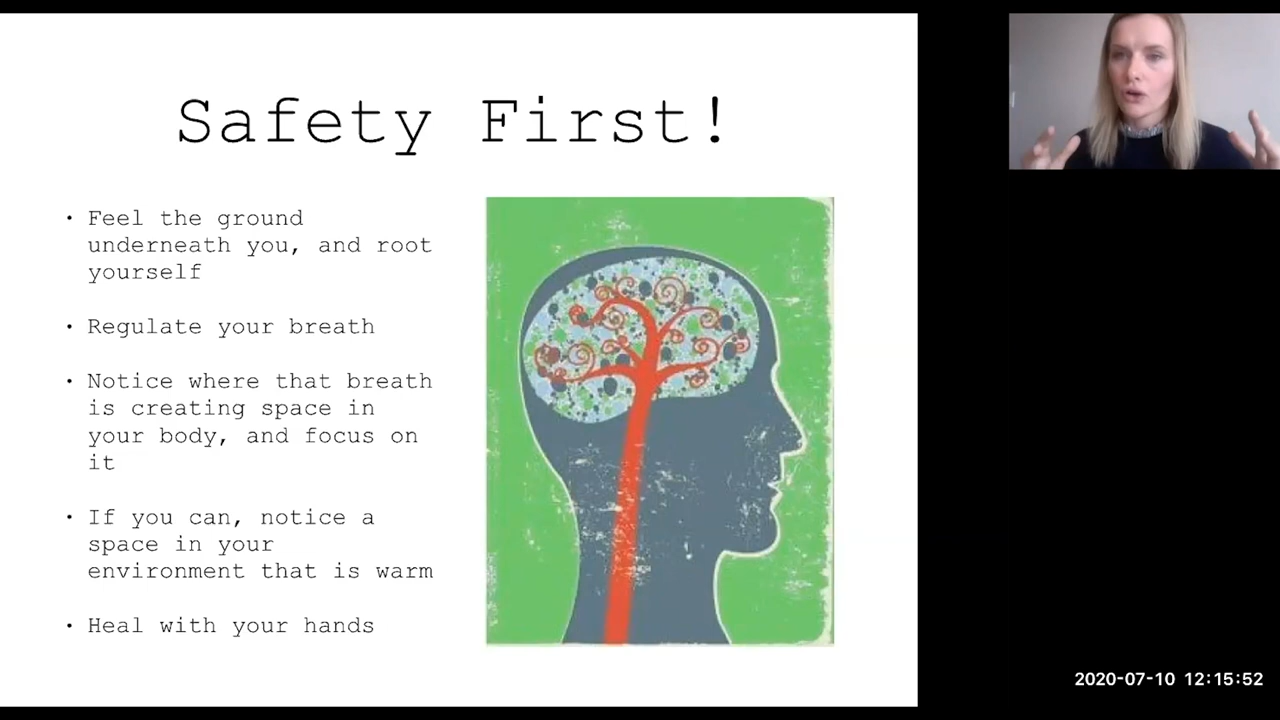 Safety First!
• Feel the ground
underneath you, and root
yourself
• Regulate your breath
• Notice where that breath
is creating space in
your body, and focus on
it
• If you can, notice a
space in your
environment that is warm
• Heal with your hands
2020-07-10 12:15:52